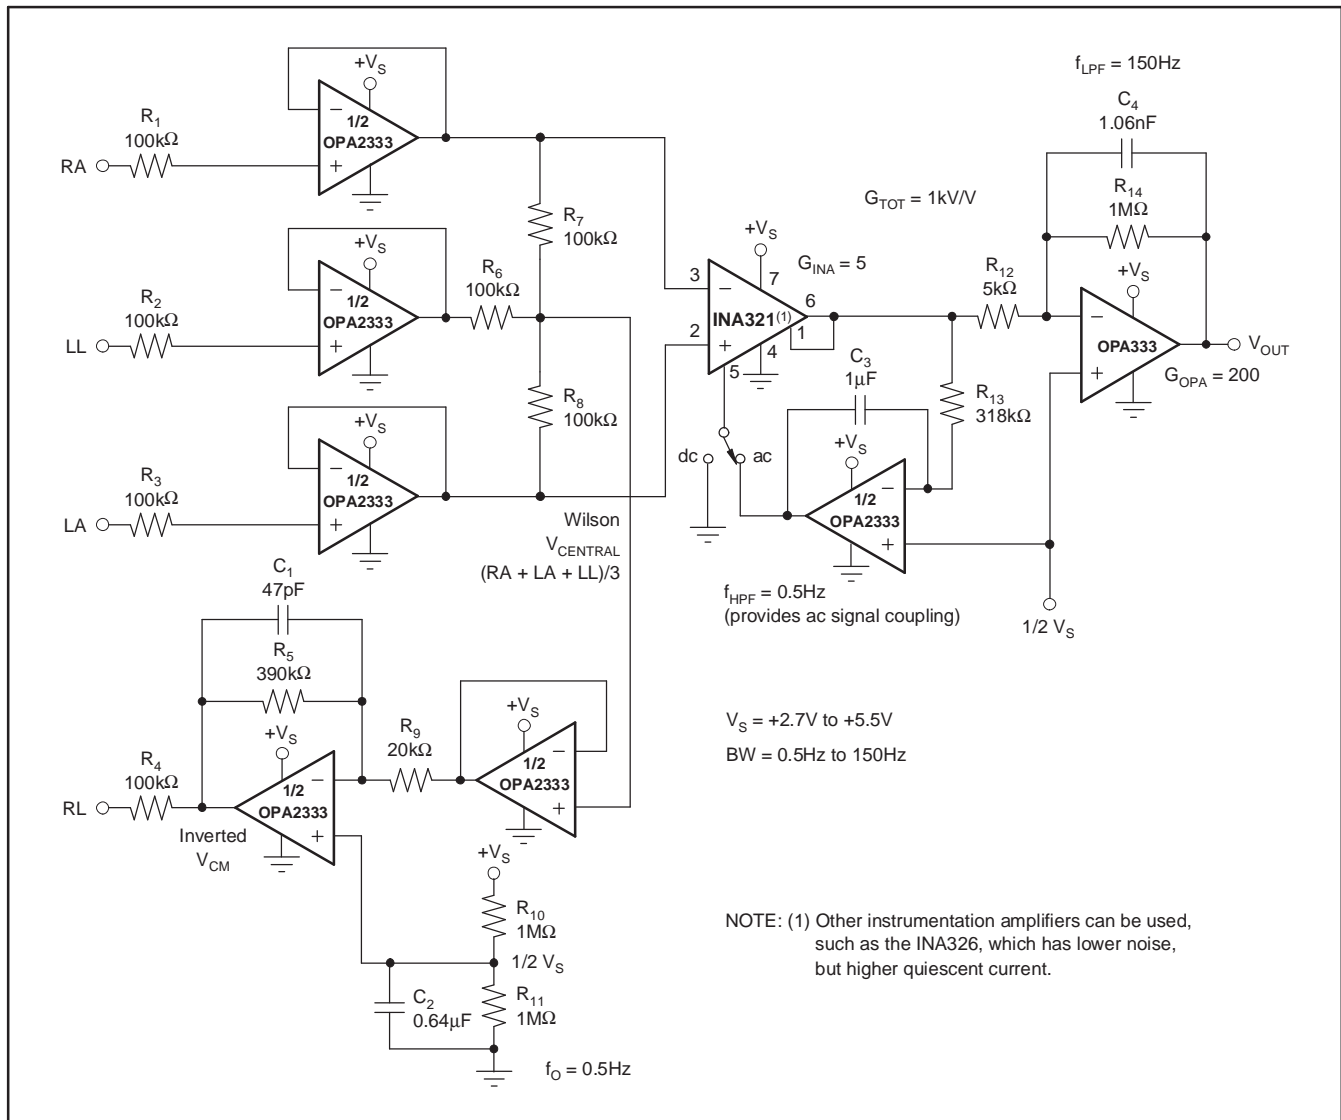 +V_S
1/2
OPA2333
−
+
R_1
100kΩ
RA
+V_S
1/2
OPA2333
−
+
R_2
100kΩ
LL
+V_S
1/2
OPA2333
−
+
R_3
100kΩ
LA
R_7
100kΩ
R_6
100kΩ
R_8
100kΩ
Wilson
V_CENTRAL
(RA + LA + LL)/3
+V_S
G_INA = 5
3
−
7
6
INA321(1)
1
2
+
4
5
dc
ac
G_TOT = 1kV/V
f_LPF = 150Hz
C_4
1.06nF
R_14
1MΩ
R_12
5kΩ
+V_S
−
OPA333
+
V_OUT
G_OPA = 200
C_3
1µF
R_13
318kΩ
+V_S
−
1/2
OPA2333
+
f_HPF = 0.5Hz
(provides ac signal coupling)
1/2 V_S
C_1
47pF
R_5
390kΩ
+V_S
−
1/2
OPA2333
+
R_4
100kΩ
RL
Inverted
V_CM
R_9
20kΩ
+V_S
−
1/2
OPA2333
+
+V_S
R_10
1MΩ
1/2 V_S
R_11
1MΩ
C_2
0.64µF
f_O = 0.5Hz
V_S = +2.7V to +5.5V
BW = 0.5Hz to 150Hz
NOTE: (1) Other instrumentation amplifiers can be used,
such as the INA326, which has lower noise,
but higher quiescent current.